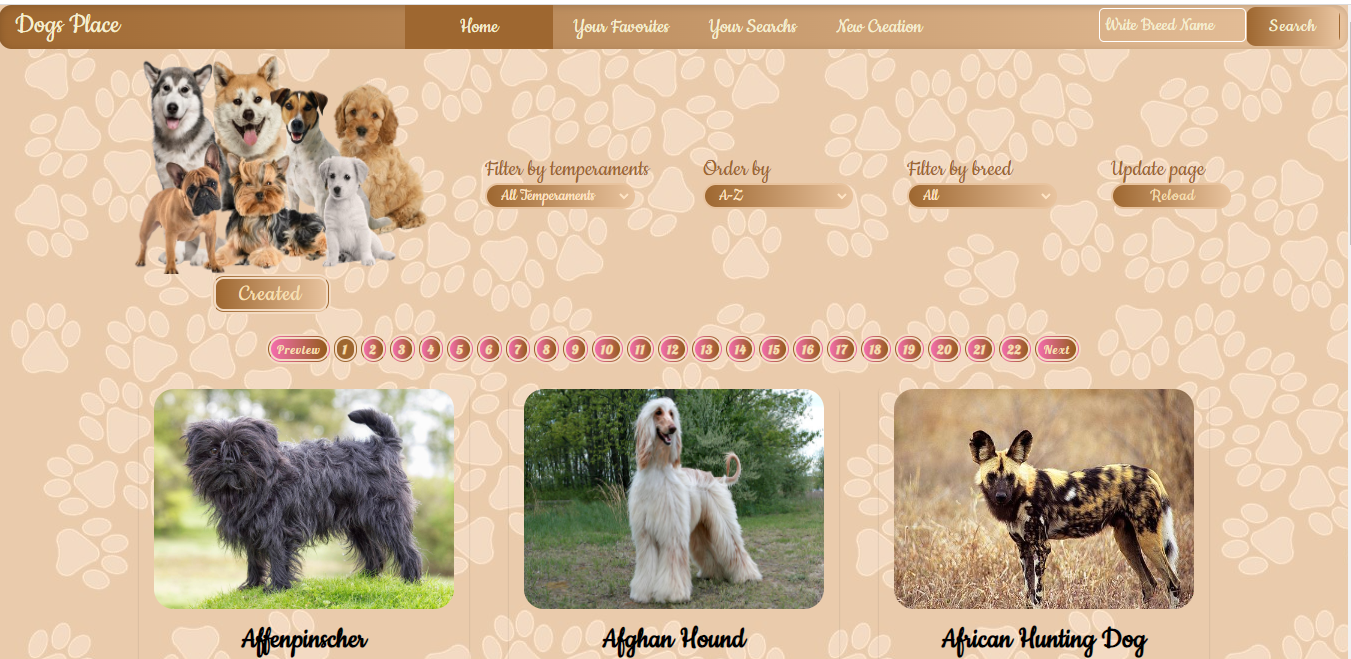 Dogs Place Home Your Favorites Your Searchs New Creation Write Breed Name Search
Filter by temperaments Order by Filter by breed Update page
All Temperaments A-Z All Reload
Created
Preview 1 2 3 4 5 6 7 8 9 10 11 12 13 14 15 16 17 18 19 20 21 22 Next
Affenpinscher Afghan Hound African Hunting Dog